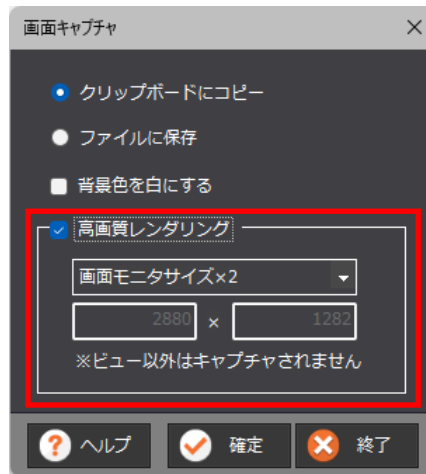 画面キャプチャ
クリップボードにコピー
ファイルに保存
背景色を白にする
高画質レンダリング
画面モニタサイズ×2
2880 × 1282
※ビュー以外はキャプチャされません
ヘルプ 確定 終了